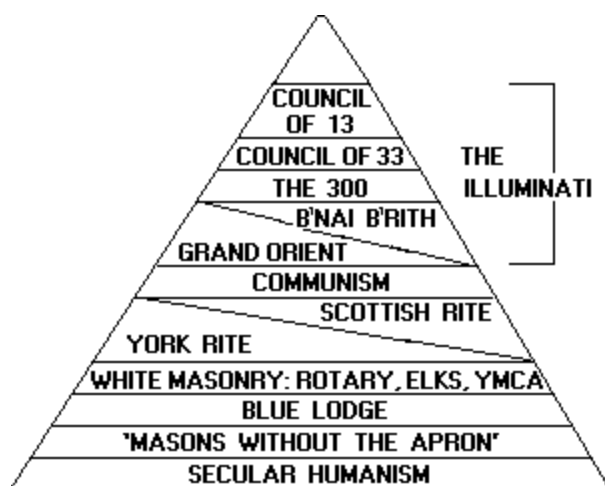 COUNCIL
OF 13
COUNCIL OF 33
THE 300
THE
ILLUMINATI
B'NAI B'RITH
GRAND ORIENT
COMMUNISM
SCOTTISH RITE
YORK RITE
WHITE MASONRY: ROTARY, ELKS, YMCA
BLUE LODGE
'MASONS WITHOUT THE APRON'
SECULAR HUMANISM